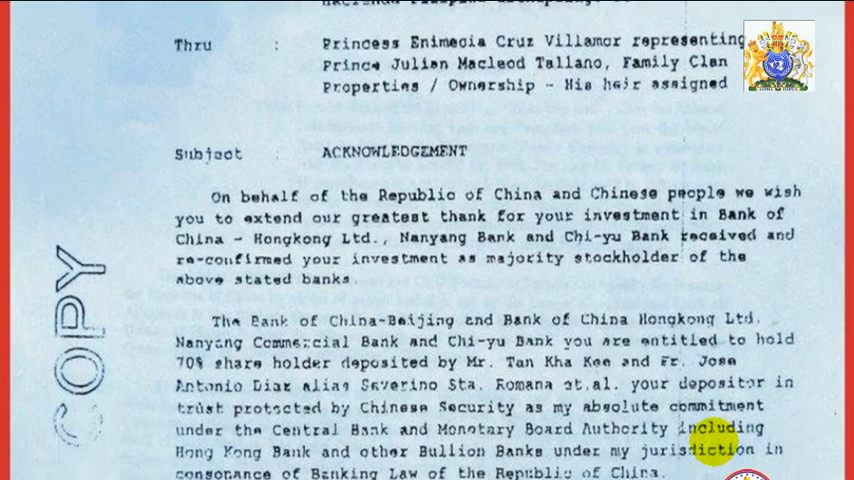 Thru : Princess Enimecia Cruz Villamor representing
Prince Julian Macleod Tallano, Family Clan
Properties / Ownership - His heir assigned
Subject : ACKNOWLEDGEMENT
On behalf of the Republic of China and Chinese people we wish
you to extend our greatest thank for your investment in Bank of
China - Hongkong Ltd., Nanyang Bank and Chi-yu Bank received and
re-confirmed your investment as majority stockholder of the
above stated banks
The Bank of China-Beijing and Bank of China Hongkong Ltd.
Nanyang Commercial Bank and Chi-yu Bank you are entitled to hold
70% share holder deposited by Mr. Tan Kha Kee and Fr. Jose
Antonio Diaz alias Severino Sta. Romana et.al. your depositor in
trust protected by Chinese Security as my absolute commitment
under the Central Bank and Monetary Board Authority including
Hong Kong Bank and other Bullion Banks under my jurisdiction in
consonance of Banking Law of the Republic of China.
COPY